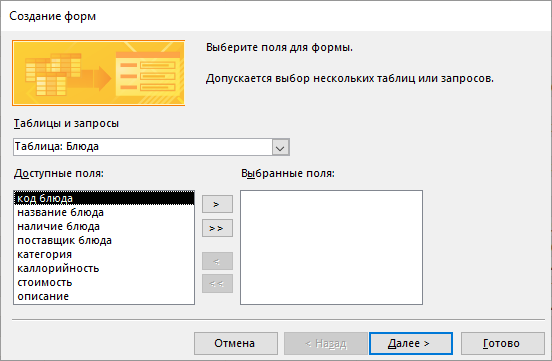 Создание форм
Выберите поля для формы.
Допускается выбор нескольких таблиц или запросов.
Таблицы и запросы
Таблица: Блюда
Доступные поля:
Выбранные поля:
код блюда
название блюда
наличие блюда
поставщик блюда
категория
каллорийность
стоимость
описание
>
>>
<
<<
Отмена
< Назад
Далее >
Готово